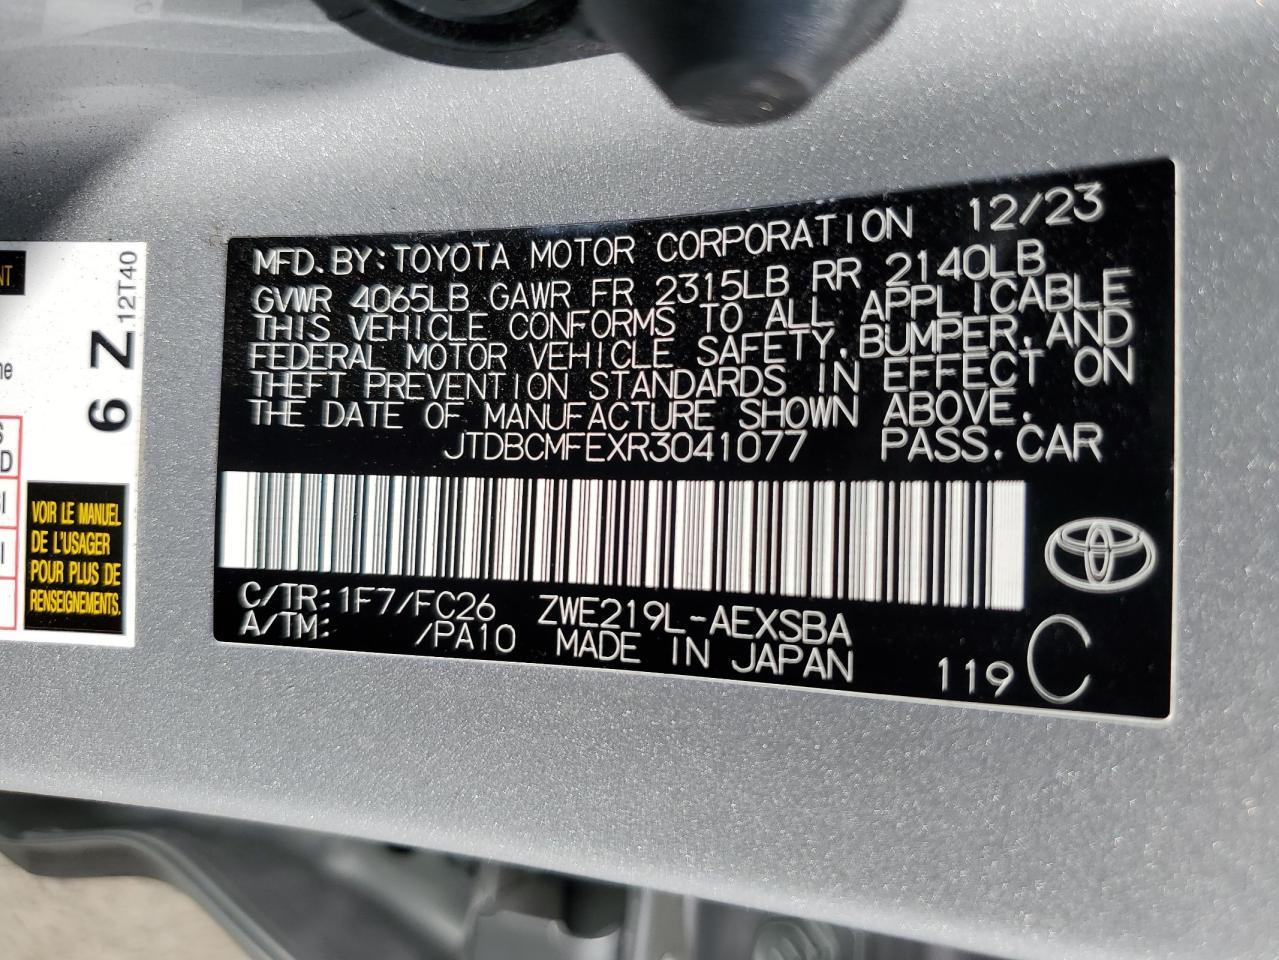 NT
ne
S
D
SI
I
6 Z
12T40
VOIR LE MANUEL
DE L'USAGER
POUR PLUS DE
RENSEIGNEMENTS.
MFD. BY: TOYOTA MOTOR CORPORATION 12/23
GVWR 4065LB GAWR FR 2315LB RR 2140LB
THIS VEHICLE CONFORMS TO ALL APPLICABLE
FEDERAL MOTOR VEHICLE SAFETY, BUMPER, AND
THEFT PREVENTION STANDARDS IN EFFECT ON
THE DATE OF MANUFACTURE SHOWN ABOVE.
JTDBCMFEXR3041077 PASS. CAR
C/TR: 1F7/FC26 ZWE219L-AEXSBA
A/TM: /PA10 MADE IN JAPAN
119 C